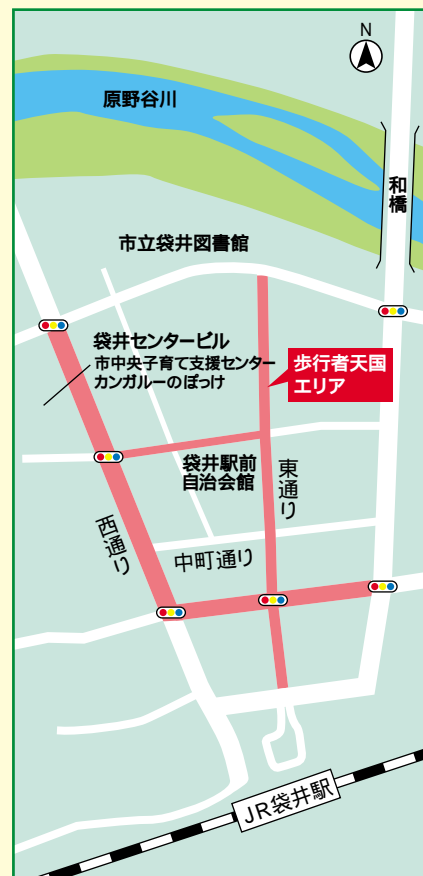 N
原野谷川
和橋
市立袋井図書館
袋井センタービル
市中央子育て支援センター
カンガルーのぽっけ
歩行者天国
エリア
袋井駅前
自治会館
東通り
西通り
中町通り
JR袋井駅